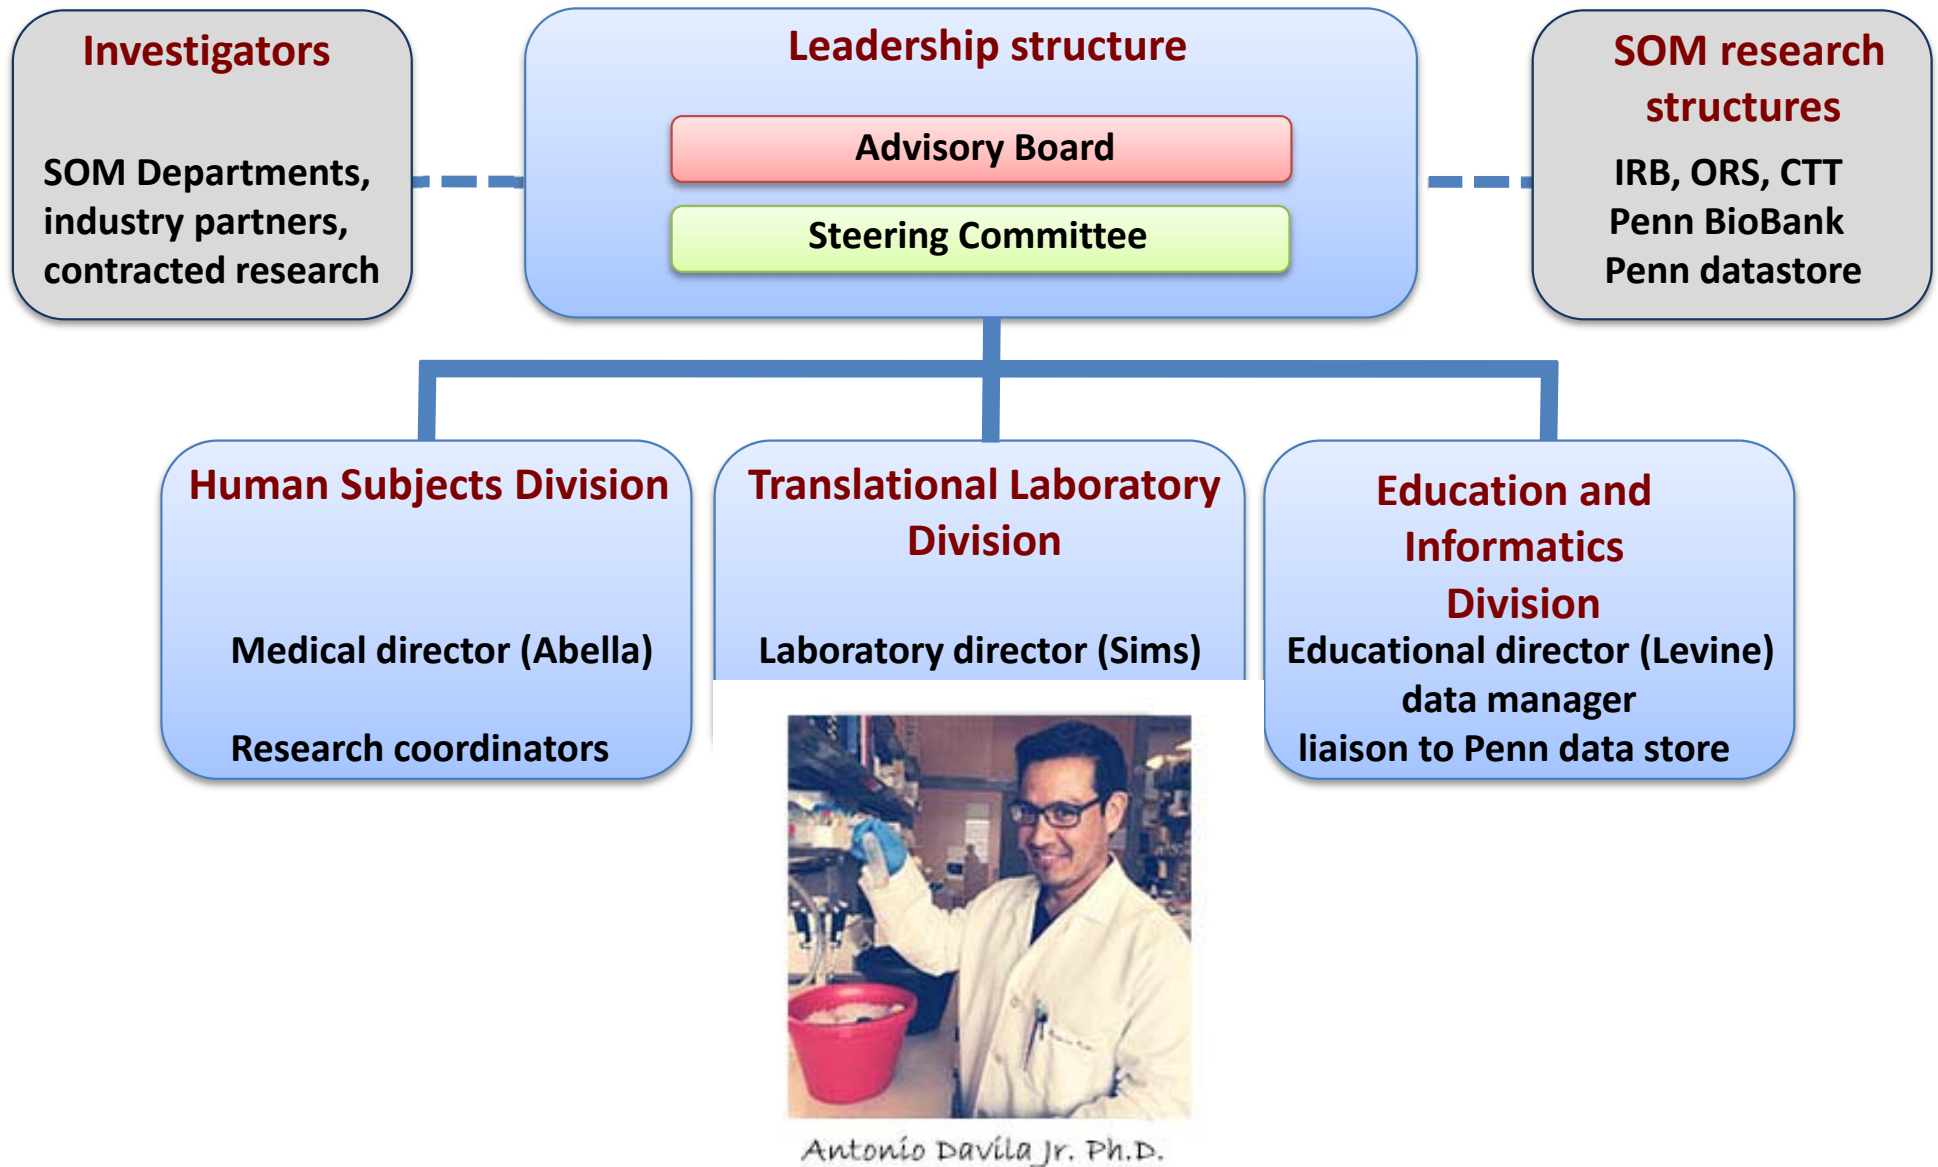 Investigators
SOM Departments,
industry partners,
contracted research
Leadership structure
Advisory Board
Steering Committee
SOM research
structures
IRB, ORS, CTT
Penn BioBank
Penn datastore
Human Subjects Division
Medical director (Abella)
Research coordinators
Translational Laboratory
Division
Laboratory director (Sims)
Education and
Informatics
Division
Educational director (Levine)
data manager
liaison to Penn data store
Antonio Davila Jr. Ph.D.